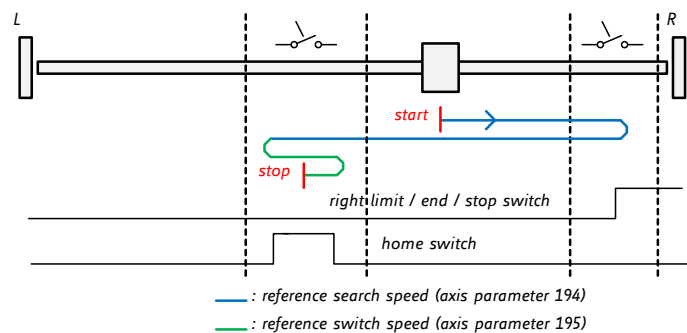 L
R
start
stop
right limit / end / stop switch
home switch
: reference search speed (axis parameter 194)
: reference switch speed (axis parameter 195)